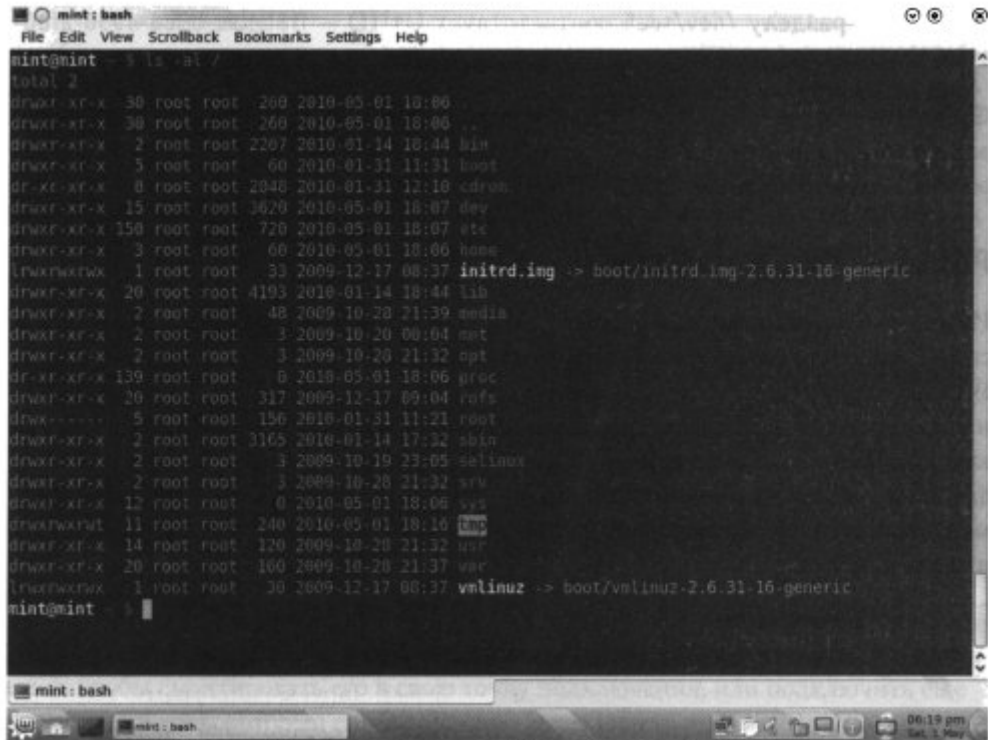 mint : bash
File Edit View Scrollback Bookmarks Settings Help
mint@mint ~ $ ls -al /
total 2
drwxr-xr-x 30 root root 260 2010-05-01 18:06 .
drwxr-xr-x 30 root root 260 2010-05-01 18:06 ..
drwxr-xr-x 2 root root 2207 2010-01-14 18:44 bin
drwxr-xr-x 5 root root 60 2010-01-31 11:31 boot
dr-xr-xr-x 8 root root 2048 2010-01-31 12:10 cdrom
drwxr-xr-x 15 root root 3620 2010-05-01 18:07 dev
drwxr-xr-x 150 root root 720 2010-05-01 18:07 etc
drwxr-xr-x 3 root root 60 2010-05-01 18:06 home
lrwxrwxrwx 1 root root 33 2009-12-17 08:37 initrd.img -> boot/initrd.img-2.6.31-16-generic
drwxr-xr-x 20 root root 4193 2010-01-14 18:44 lib
drwxr-xr-x 2 root root 48 2009-10-28 21:39 media
drwxr-xr-x 2 root root 3 2009-10-20 00:04 mnt
drwxr-xr-x 2 root root 3 2009-10-28 21:32 opt
dr-xr-xr-x 139 root root 0 2010-05-01 18:06 proc
drwxr-xr-x 20 root root 317 2009-12-17 09:04 rofs
drwx------ 5 root root 156 2010-01-31 11:21 root
drwxr-xr-x 2 root root 3165 2010-01-14 17:32 sbin
drwxr-xr-x 2 root root 3 2009-10-19 23:05 selinux
drwxr-xr-x 2 root root 3 2009-10-28 21:32 srv
drwxr-xr-x 12 root root 0 2010-05-01 18:06 sys
drwxrwxrwt 11 root root 240 2010-05-01 18:16 tmp
drwxr-xr-x 14 root root 120 2009-10-28 21:32 usr
drwxr-xr-x 20 root root 160 2009-10-28 21:37 var
lrwxrwxrwx 1 root root 30 2009-12-17 08:37 vmlinuz -> boot/vmlinuz-2.6.31-16-generic
mint@mint ~ $
mint : bash
mint : bash
06:19 pm
Sat, 1 May